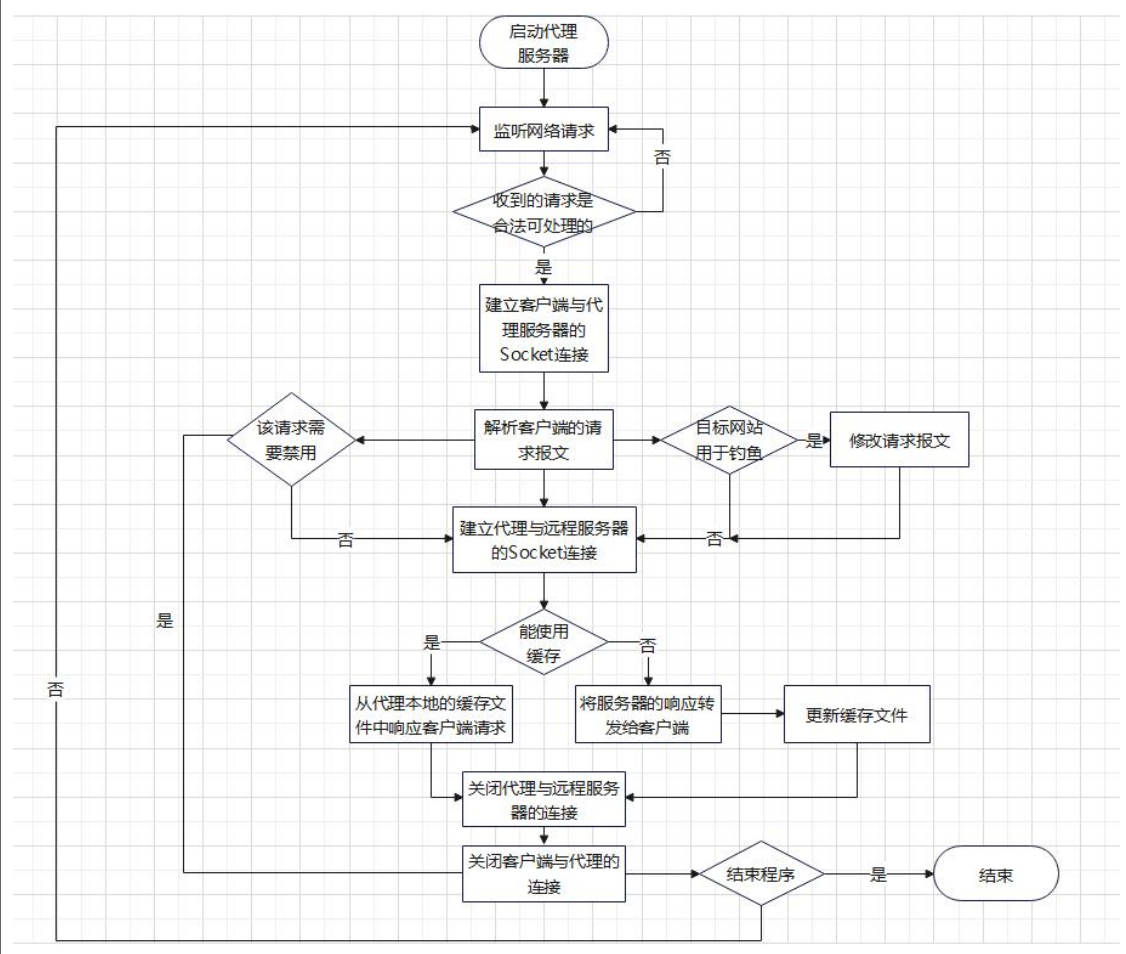 启动代理
服务器
监听网络请求
否
收到的请求是
合法可处理的
是
建立客户端与代
理服务器的
Socket连接
该请求需
要禁用
解析客户端的请
求报文
目标网站
用于钓鱼
是
修改请求报文
否
建立代理与远程服务器
的Socket连接
否
是
能使用
缓存
是
否
否
从代理本地的缓存文
件中响应客户端请求
将服务器的响应转
发给客户端
更新缓存文件
关闭代理与远程服务
器的连接
关闭客户端与代理的
连接
结束程序
是
结束